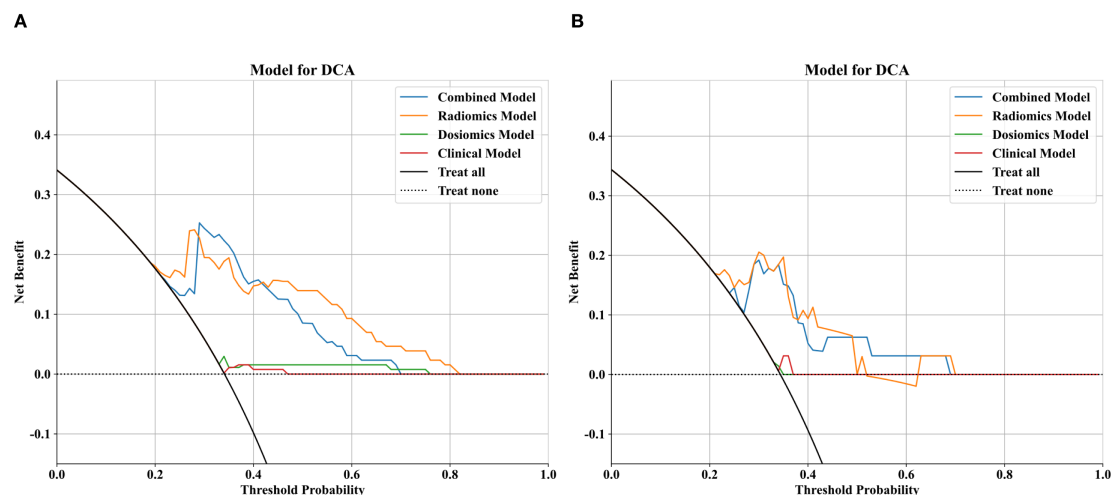 A
Model for DCA
Combined Model
Radiomics Model
Dosiomics Model
Clinical Model
Treat all
Treat none
Net Benefit
0.4
0.3
0.2
0.1
0.0
-0.1
0.0 0.2 0.4 0.6 0.8 1.0
Threshold Probability
B
Model for DCA
Combined Model
Radiomics Model
Dosiomics Model
Clinical Model
Treat all
Treat none
Net Benefit
0.4
0.3
0.2
0.1
0.0
-0.1
0.0 0.2 0.4 0.6 0.8 1.0
Threshold Probability